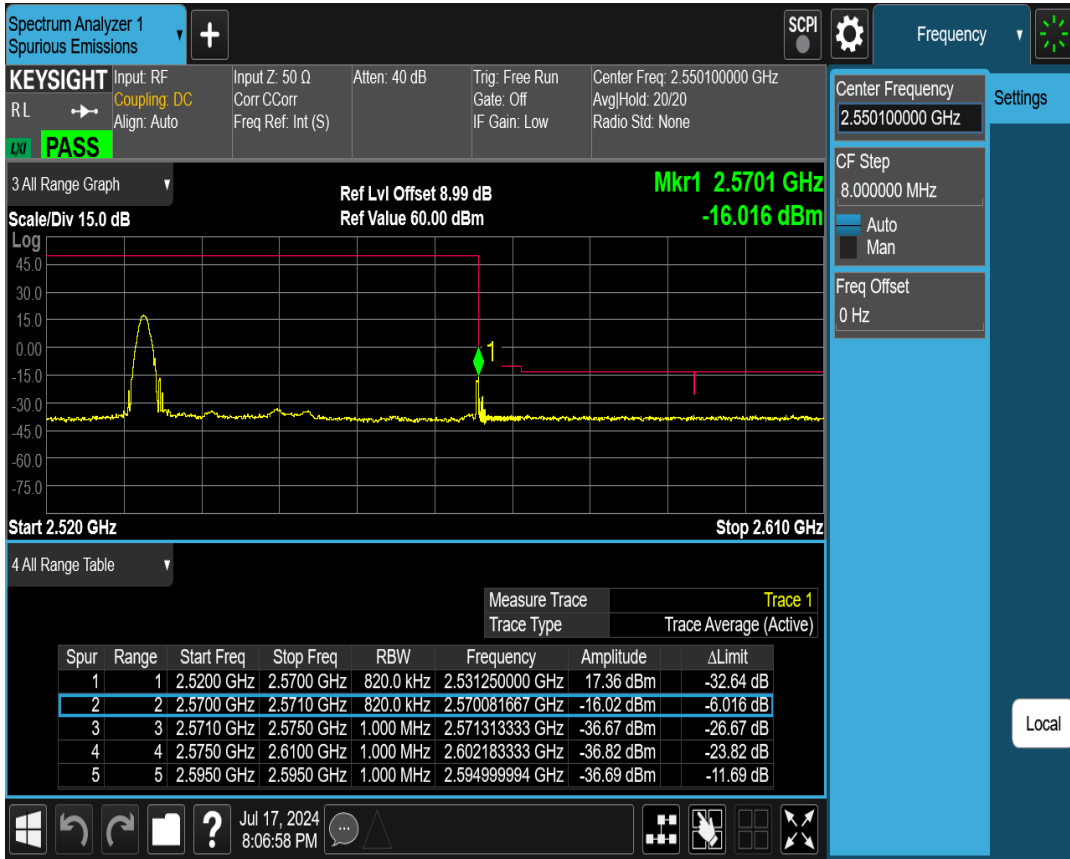 Spectrum Analyzer 1
Spurious Emissions
+
SCPI
Frequency
KEYSIGHT
RL
LXI
PASS
Input: RF
Coupling: DC
Align: Auto
Input Z: 50 Ω
Corr CCorr
Freq Ref: Int (S)
Atten: 40 dB
Trig: Free Run
Gate: Off
IF Gain: Low
Center Freq: 2.550100000 GHz
Avg|Hold: 20/20
Radio Std: None
Center Frequency
2.550100000 GHz
Settings
CF Step
8.000000 MHz
Auto
Man
Freq Offset
0 Hz
3 All Range Graph
Scale/Div 15.0 dB
Ref Lvl Offset 8.99 dB
Ref Value 60.00 dBm
Mkr1 2.5701 GHz
-16.016 dBm
Log
45.0
30.0
15.0
0.00
-15.0
-30.0
-45.0
-60.0
-75.0
1
Start 2.520 GHz
Stop 2.610 GHz
4 All Range Table
Measure Trace Trace 1
Trace Type Trace Average (Active)
Spur Range Start Freq Stop Freq RBW Frequency Amplitude ΔLimit
1 1 2.5200 GHz 2.5700 GHz 820.0 kHz 2.531250000 GHz 17.36 dBm -32.64 dB
2 2 2.5700 GHz 2.5710 GHz 820.0 kHz 2.570081667 GHz -16.02 dBm -6.016 dB
3 3 2.5710 GHz 2.5750 GHz 1.000 MHz 2.571313333 GHz -36.67 dBm -26.67 dB
4 4 2.5750 GHz 2.6100 GHz 1.000 MHz 2.602183333 GHz -36.82 dBm -23.82 dB
5 5 2.5950 GHz 2.5950 GHz 1.000 MHz 2.594999994 GHz -36.69 dBm -11.69 dB
Local
?
Jul 17, 2024
8:06:58 PM